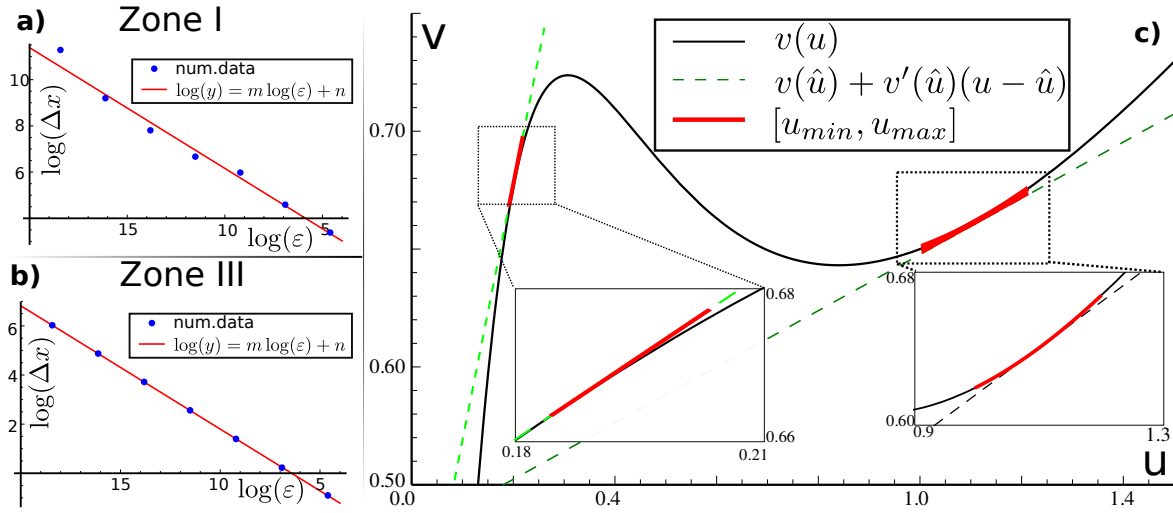 a)
Zone I
num.data
log(y) = m log(ε) + n
log(Δx)
10
8
6
15
10
5
log(ε)
b)
Zone III
num.data
log(y) = m log(ε) + n
log(Δx)
6
4
2
15
10
5
log(ε)
c)
V
v(u)
v(û) + v′(û)(u − û)
[u_min, u_max]
0.70
0.60
0.50
0.0
0.4
1.0
1.4
u
0.68
0.66
0.18
0.21
0.68
0.60
0.9
1.3